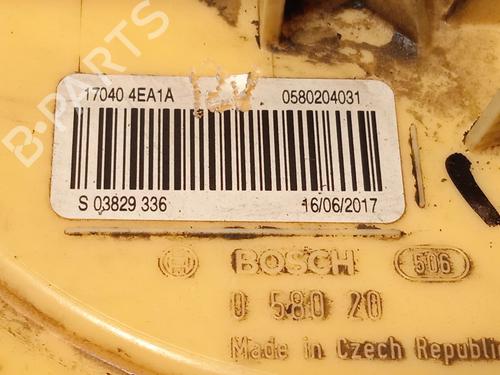 B-PARTS
17040 4EA1A 0580204031
S 03829 336 16/06/2017
BOSCH 506
0 580 20
Made in Czech Republic